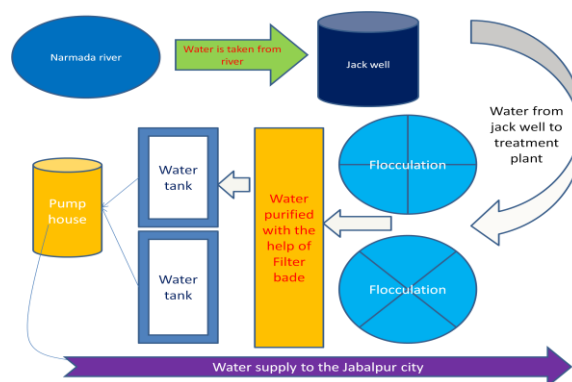 Narmada river
Water is taken from
river
Jack well
Water from
jack well to
treatment
plant
Flocculation
Flocculation
Water
purified
with the
help of
Filter
bade
Water
tank
Water
tank
Pump
house
Water supply to the Jabalpur city